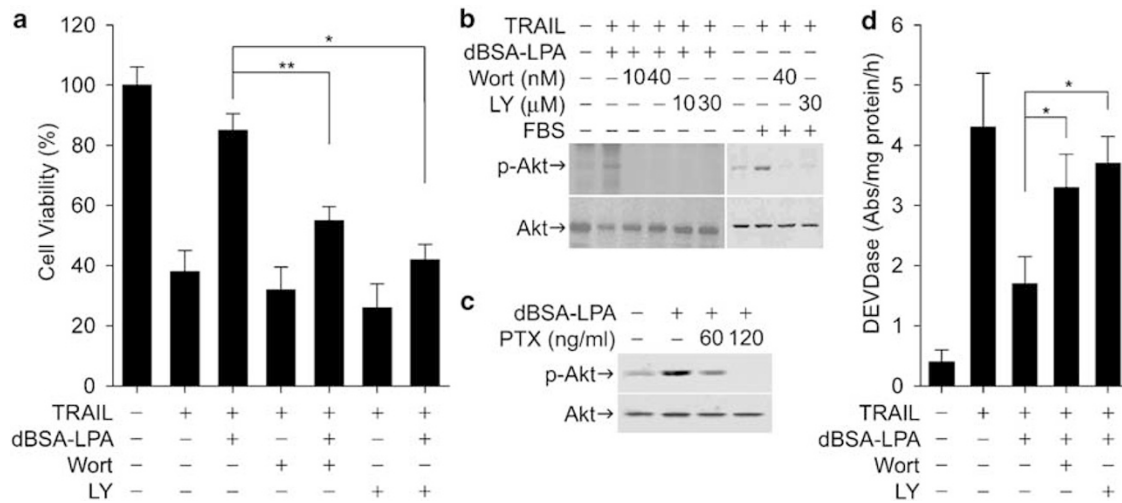 a
120
100
80
60
40
20
0
Cell Viability (%)
*
**
TRAIL − + + + + + +
dBSA-LPA − − + − + − +
Wort − − − + + − −
LY − − − − − + +
b
TRAIL − + + + + + − − − −
dBSA-LPA − + + + + + − − − −
Wort (nM) − − 10 40 − − − − 40 −
LY (μM) − − − − 10 30 − − − 30
FBS − − − − − − − + + +
p-Akt→
Akt→
c
dBSA-LPA − + + +
PTX (ng/ml) − − 60 120
p-Akt→
Akt→
d
6
5
4
3
2
1
0
DEVDase (Abs/mg protein/h)
*
*
TRAIL − + + + +
dBSA-LPA − − + + +
Wort − − − + −
LY − − − − +